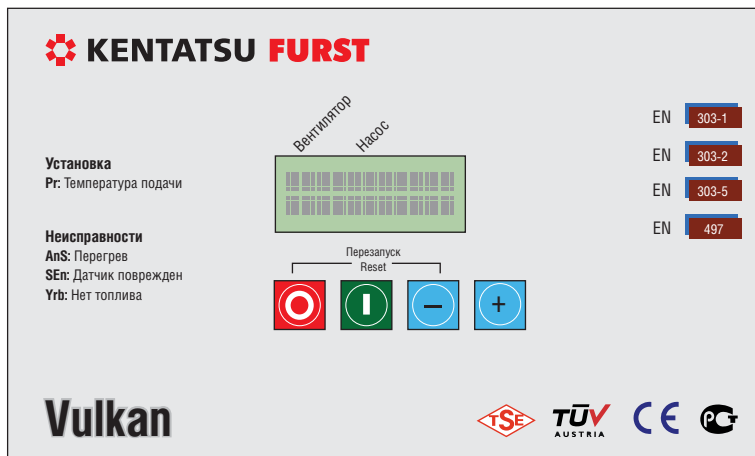 KENTATSU FURST
Вентилятор
Насос
Установка
Pr: Температура подачи
Неисправности
AnS: Перегрев
SEn: Датчик поврежден
Yrb: Нет топлива
Перезапуск
Reset
EN 303-1
EN 303-2
EN 303-5
EN 497
Vulkan
TSE
TÜV
AUSTRIA
CE
РСТ